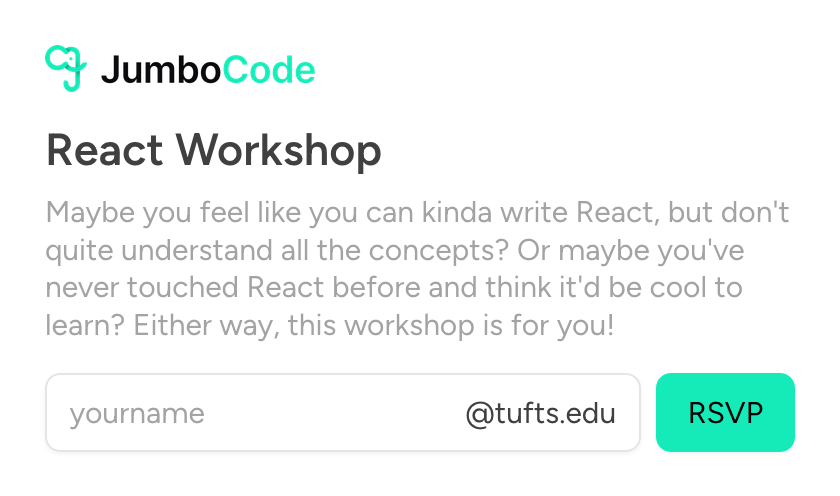 JumboCode
React Workshop
Maybe you feel like you can kinda write React, but don't
quite understand all the concepts? Or maybe you've
never touched React before and think it'd be cool to
learn? Either way, this workshop is for you!
yourname @tufts.edu RSVP